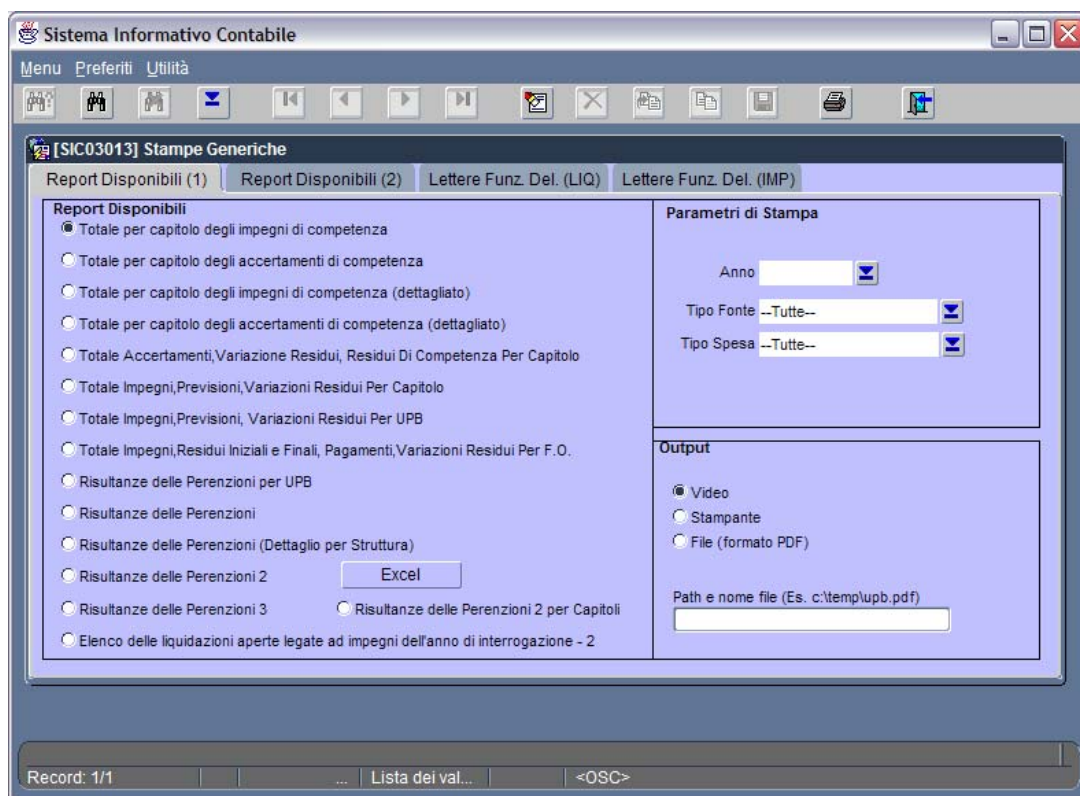 Sistema Informativo Contabile
Menu Preferiti Utilità
[SIC03013] Stampe Generiche
Report Disponibili (1) Report Disponibili (2) Lettere Funz. Del. (LIQ) Lettere Funz. Del. (IMP)
Report Disponibili
Totale per capitolo degli impegni di competenza
Totale per capitolo degli accertamenti di competenza
Totale per capitolo degli impegni di competenza (dettagliato)
Totale per capitolo degli accertamenti di competenza (dettagliato)
Totale Accertamenti,Variazione Residui, Residui Di Competenza Per Capitolo
Totale Impegni,Previsioni,Variazioni Residui Per Capitolo
Totale Impegni,Previsioni, Variazioni Residui Per UPB
Totale Impegni,Residui Iniziali e Finali, Pagamenti,Variazioni Residui Per F.O.
Risultanze delle Perenzioni per UPB
Risultanze delle Perenzioni
Risultanze delle Perenzioni (Dettaglio per Struttura)
Risultanze delle Perenzioni 2 Excel
Risultanze delle Perenzioni 3 Risultanze delle Perenzioni 2 per Capitoli
Elenco delle liquidazioni aperte legate ad impegni dell'anno di interrogazione - 2
Parametri di Stampa
Anno
Tipo Fonte --Tutte--
Tipo Spesa --Tutte--
Output
Video
Stampante
File (formato PDF)
Path e nome file (Es. c:\temp\upb.pdf)
Record: 1/1 ... Lista dei val... <OSC>